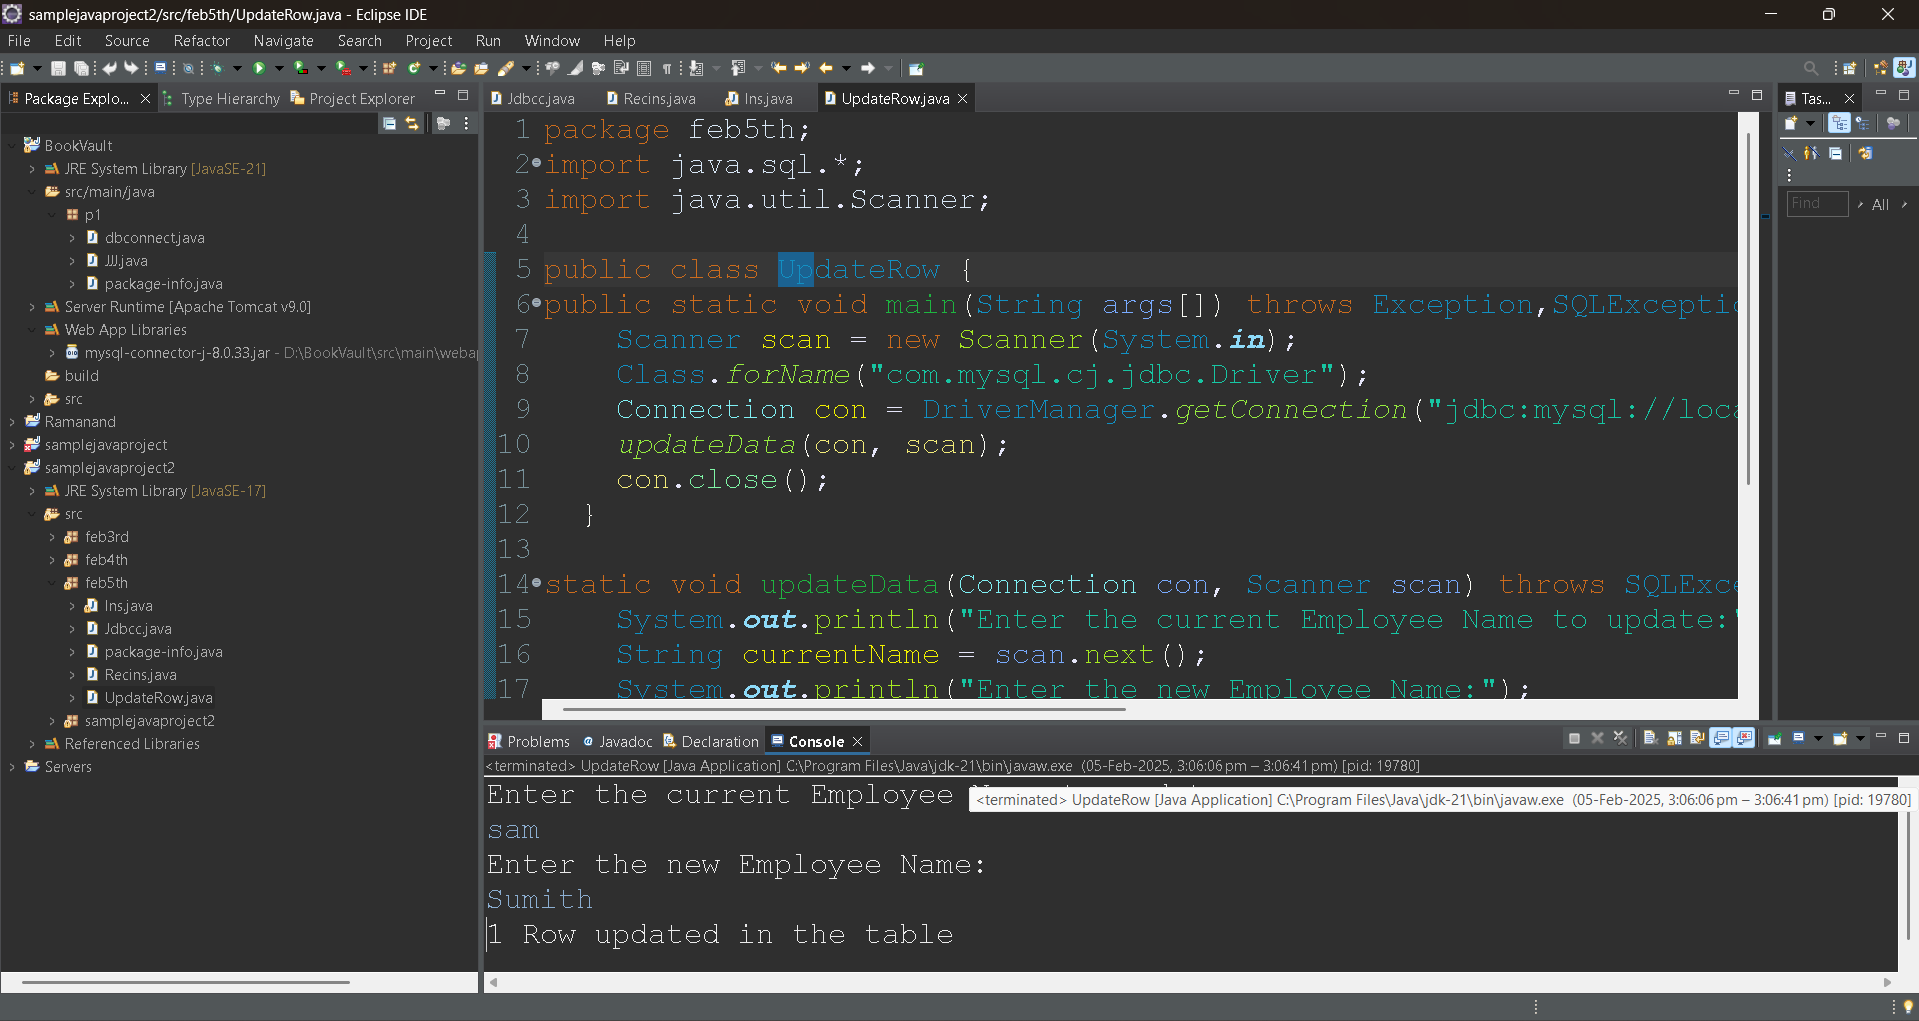 samplejavaproject2/src/feb5th/UpdateRow.java - Eclipse IDE
File Edit Source Refactor Navigate Search Project Run Window Help
Package Explo... Type Hierarchy Project Explorer
BookVault
JRE System Library [JavaSE-21]
src/main/java
p1
dbconnect.java
JJJ.java
package-info.java
Server Runtime [Apache Tomcat v9.0]
Web App Libraries
mysql-connector-j-8.0.33.jar - D:\BookVault\src\main\weba
build
src
Ramanand
samplejavaproject
samplejavaproject2
JRE System Library [JavaSE-17]
src
feb3rd
feb4th
feb5th
Ins.java
Jdbcc.java
package-info.java
Recins.java
UpdateRow.java
samplejavaproject2
Referenced Libraries
Servers
Jdbcc.java Recins.java Ins.java UpdateRow.java
1 package feb5th;
2 import java.sql.*;
3 import java.util.Scanner;
4
5 public class UpdateRow {
6 public static void main(String args[]) throws Exception,SQLExcepti
7 Scanner scan = new Scanner(System.in);
8 Class.forName("com.mysql.cj.jdbc.Driver");
9 Connection con = DriverManager.getConnection("jdbc:mysql://loca
10 updateData(con, scan);
11 con.close();
12 }
13
14 static void updateData(Connection con, Scanner scan) throws SQLExce
15 System.out.println("Enter the current Employee Name to update:"
16 String currentName = scan.next();
17 System.out.println("Enter the new Employee Name:");
Tas...
Find All
Problems Javadoc Declaration Console
<terminated> UpdateRow [Java Application] C:\Program Files\Java\jdk-21\bin\javaw.exe (05-Feb-2025, 3:06:06 pm – 3:06:41 pm) [pid: 19780]
Enter the current Employee
<terminated> UpdateRow [Java Application] C:\Program Files\Java\jdk-21\bin\javaw.exe (05-Feb-2025, 3:06:06 pm – 3:06:41 pm) [pid: 19780]
sam
Enter the new Employee Name:
Sumith
1 Row updated in the table